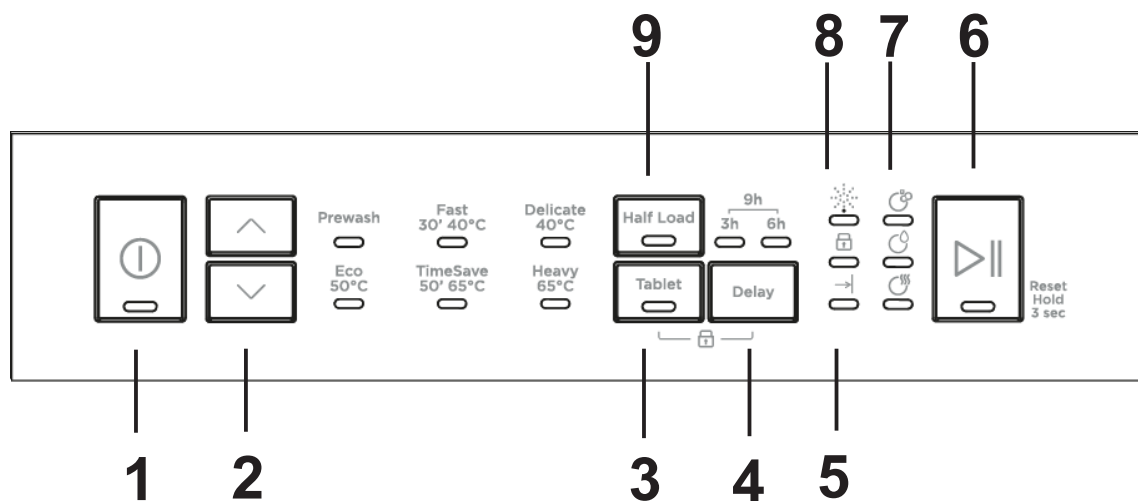 9 8 7 6
Prewash
Fast
30' 40°C
Delicate
40°C
Half Load
9h
3h 6h
Eco
50°C
TimeSave
50' 65°C
Heavy
65°C
Tablet
Delay
Reset
Hold
3 sec
1 2 3 4 5